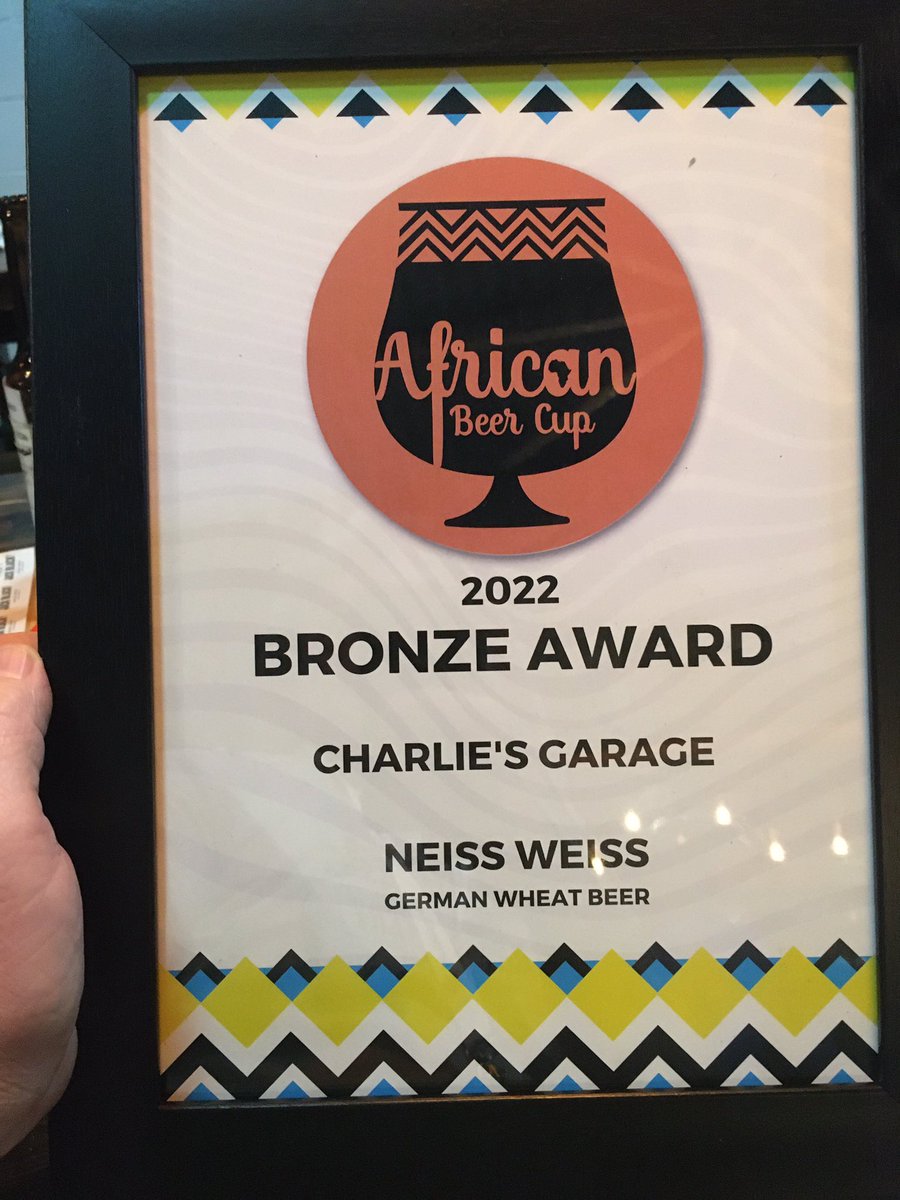 African
Beer Cup
2022
BRONZE AWARD
CHARLIE'S GARAGE
NEISS WEISS
GERMAN WHEAT BEER